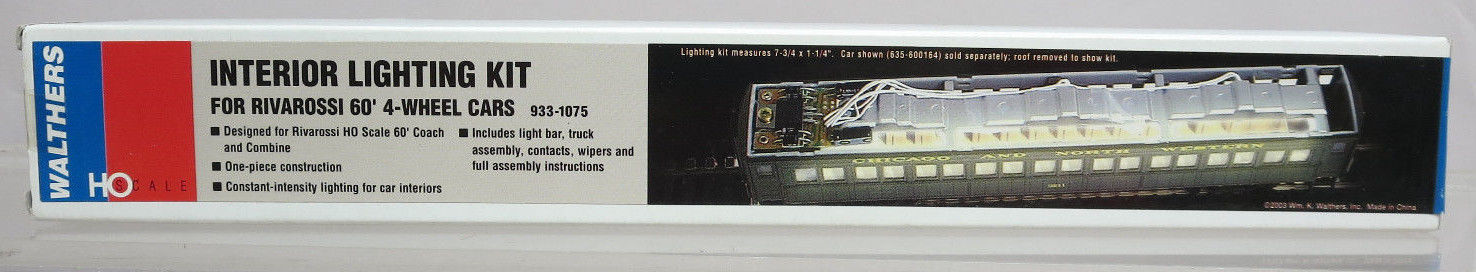 WALTHERS
HO
SCALE
INTERIOR LIGHTING KIT
FOR RIVAROSSI 60' 4-WHEEL CARS 933-1075
■ Designed for Rivarossi HO Scale 60' Coach
and Combine
■ One-piece construction
■ Constant-intensity lighting for car interiors
■ Includes light bar, truck
assembly, contacts, wipers and
full assembly instructions
Lighting kit measures 7-3/4 x 1-1/4". Car shown (635-600164) sold separately; roof removed to show kit.
CHICAGO AND NORTH WESTERN
©2003 Wm. K. Walthers, Inc. Made in China